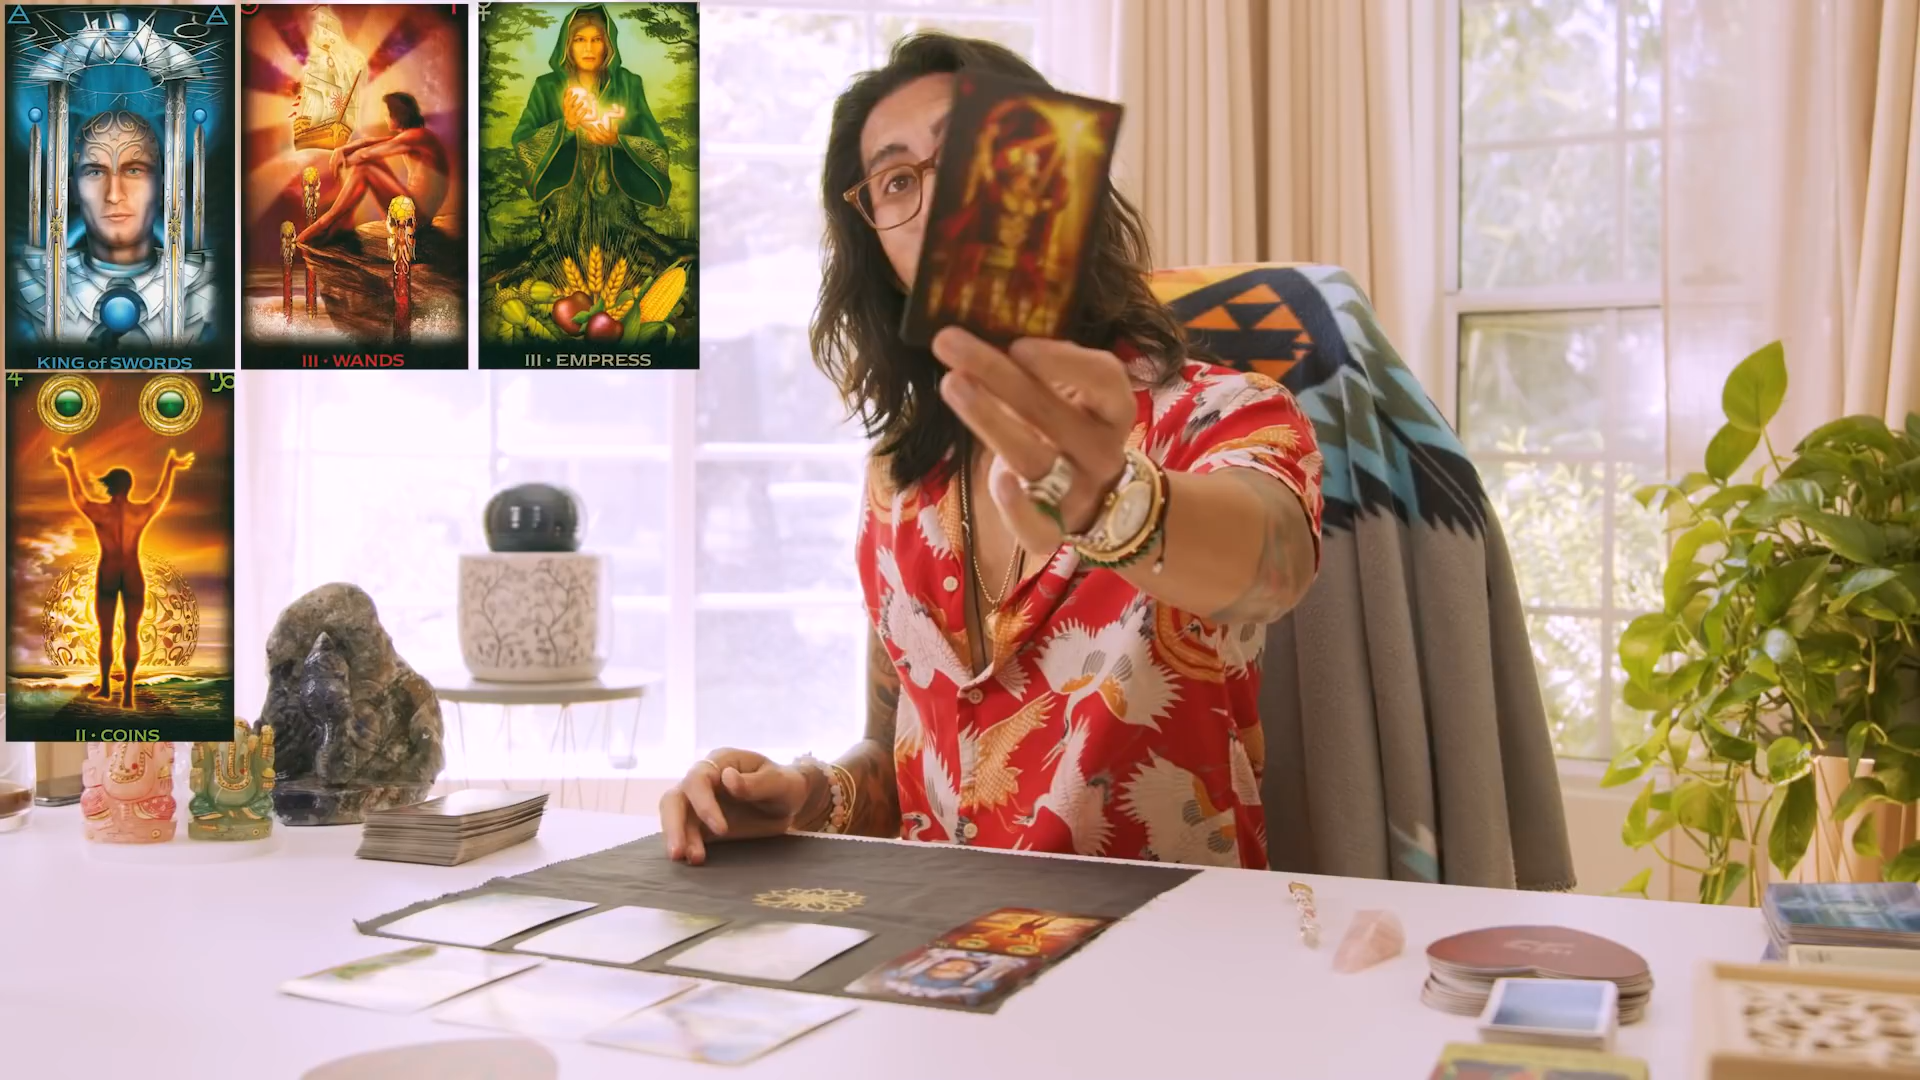 KING of SWORDS
III · WANDS
III · EMPRESS
II · COINS